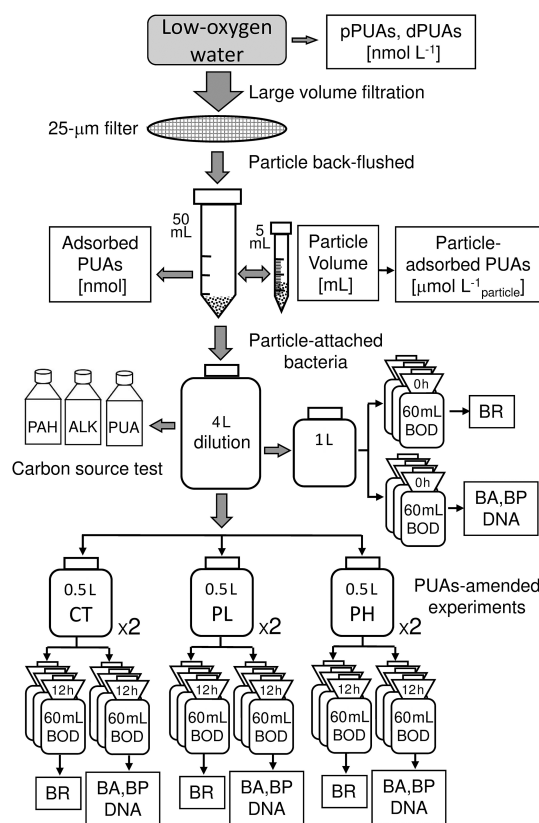 Low-oxygen
water
pPUAs, dPUAs
[nmol L-1]
Large volume filtration
25-μm filter
Particle back-flushed
50
mL
5
mL
Adsorbed
PUAs
[nmol]
Particle
Volume
[mL]
Particle-
adsorbed PUAs
[μmol L-1particle]
Particle-attached
bacteria
PAH
ALK
PUA
Carbon source test
4L
dilution
1L
0h
60mL
BOD
BR
0h
60mL
BOD
BA,BP
DNA
PUAs-amended
experiments
0.5L
CT
x2
0.5L
PL
x2
0.5L
PH
x2
12h
60mL
BOD
12h
60mL
BOD
12h
60mL
BOD
12h
60mL
BOD
12h
60mL
BOD
12h
60mL
BOD
BR
BA,BP
DNA
BR
BA,BP
DNA
BR
BA,BP
DNA